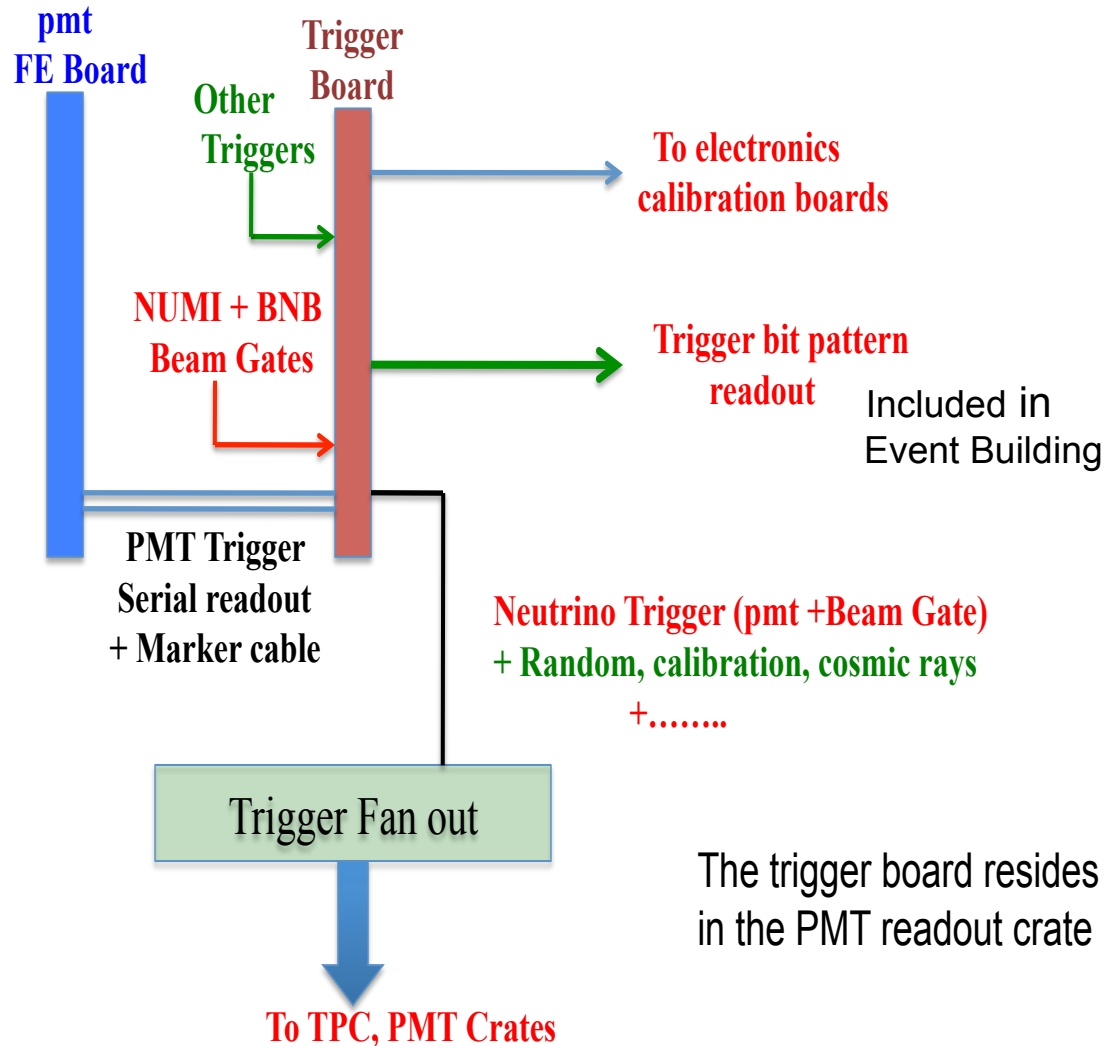 pmt
FE Board
Trigger
Board
Other
Triggers
To electronics
calibration boards
NUMI + BNB
Beam Gates
Trigger bit pattern
readout
Included in
Event Building
PMT Trigger
Serial readout
+ Marker cable
Neutrino Trigger (pmt +Beam Gate)
+ Random, calibration, cosmic rays
+……..
Trigger Fan out
The trigger board resides
in the PMT readout crate
To TPC, PMT Crates